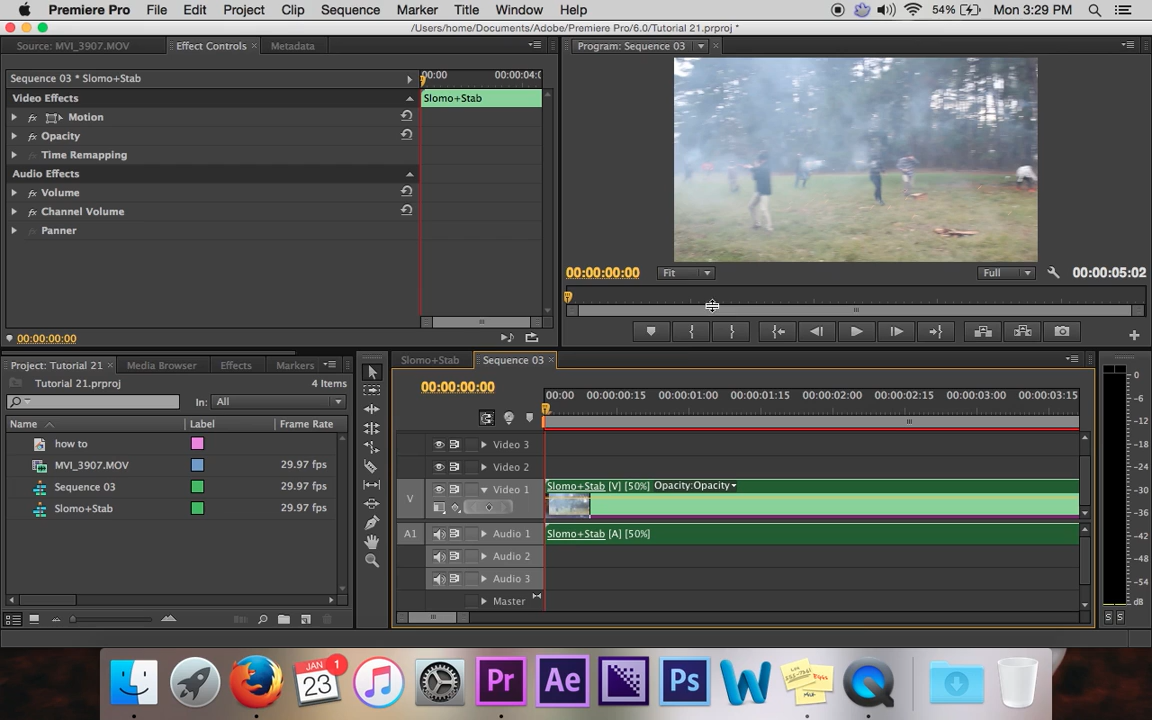 Premiere Pro File Edit Project Clip Sequence Marker Title Window Help 54% Mon 3:29 PM
/Users/home/Documents/Adobe/Premiere Pro/6.0/Tutorial 21.prproj *
Source: MVI_3907.MOV Effect Controls × Metadata
Program: Sequence 03 ×
Sequence 03 * Slomo+Stab
00:00 00:00:04:0
Video Effects
Slomo+Stab
fx Motion
fx Opacity
fx Time Remapping
Audio Effects
fx Volume
fx Channel Volume
Panner
00:00:00:00 Fit Full 00:00:05:02
00:00:00:00
Project: Tutorial 21 × Media Browser Effects Markers
Tutorial 21.prproj 4 Items
In: All
Name Label Frame Rate
how to
MVI_3907.MOV 29.97 fps
Sequence 03 29.97 fps
Slomo+Stab 29.97 fps
Slomo+Stab Sequence 03 ×
00:00:00:00
00:00 00:00:00:15 00:00:01:00 00:00:01:15 00:00:02:00 00:00:02:15 00:00:03:00 00:00:03:15
Video 3
Video 2
V Video 1 Slomo+Stab [V] [50%] Opacity:Opacity
A1 Audio 1 Slomo+Stab [A] [50%]
Audio 2
Audio 3
Master
0
-6
-12
-18
-24
-30
-36
-42
-48
-54
dB
S S
JAN 1
23
Pr Ae Ps W